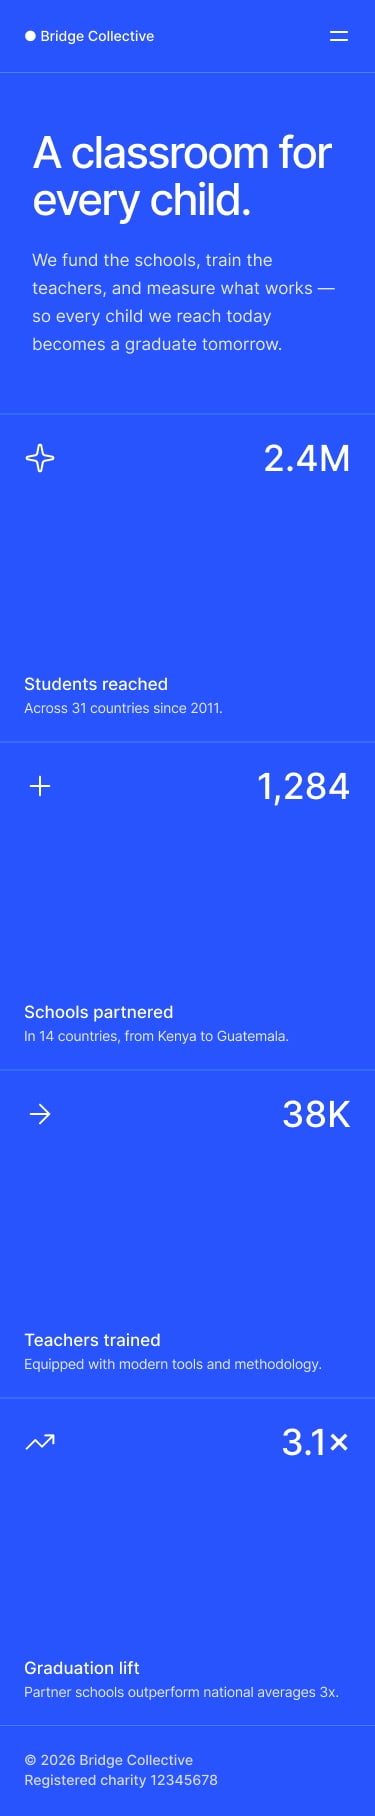 Bridge Collective
A classroom for
every child.
We fund the schools, train the
teachers, and measure what works —
so every child we reach today
becomes a graduate tomorrow.
2.4M
Students reached
Across 31 countries since 2011.
1,284
Schools partnered
In 14 countries, from Kenya to Guatemala.
38K
Teachers trained
Equipped with modern tools and methodology.
3.1×
Graduation lift
Partner schools outperform national averages 3x.
© 2026 Bridge Collective
Registered charity 12345678